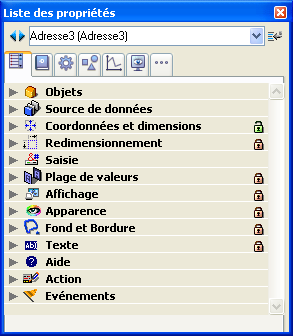 Liste des propriétés
Adresse3 (Adresse3)
Objets
Source de données
Coordonnées et dimensions
Redimensionnement
Saisie
Plage de valeurs
Affichage
Apparence
Fond et Bordure
Texte
Aide
Action
Evénements